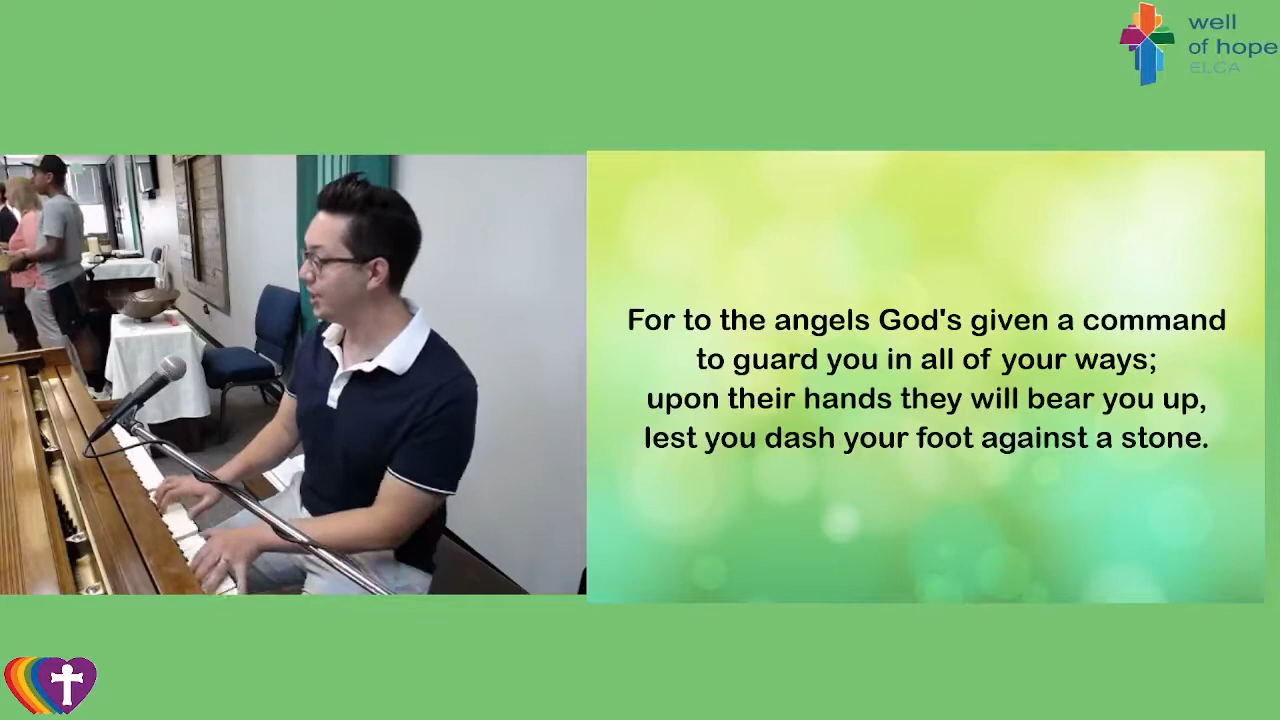 well
of hope
ELCA
For to the angels God's given a command
to guard you in all of your ways;
upon their hands they will bear you up,
lest you dash your foot against a stone.